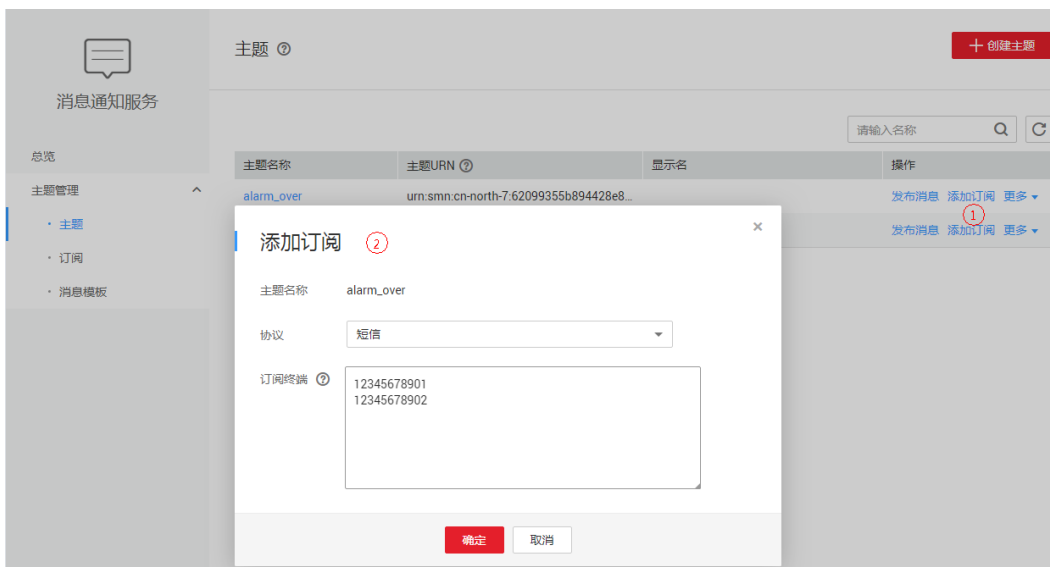 主题 ?
+ 创建主题
消息通知服务
请输入名称
总览
主题名称 主题URN ? 显示名 操作
主题管理
alarm_over urn:smn:cn-north-7:62099355b894428e8... 发布消息 添加订阅 更多
1
· 主题
发布消息 添加订阅 更多
添加订阅 2 ×
· 订阅
· 消息模板
主题名称 alarm_over
协议 短信
订阅终端 ? 12345678901
12345678902
确定 取消